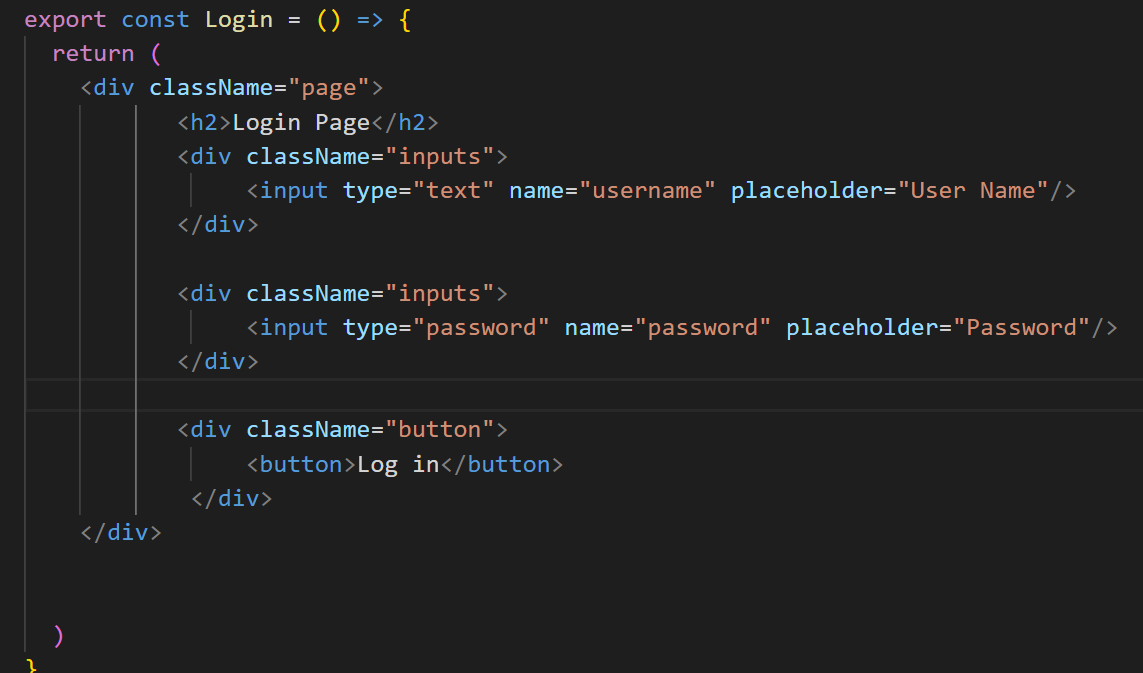 export const Login = () => {
  return (
    <div className="page">
           <h2>Login Page</h2>
           <div className="inputs">
                <input type="text" name="username" placeholder="User Name"/>
           </div>

           <div className="inputs">
                <input type="password" name="password" placeholder="Password"/>
           </div>

           <div className="button">
                <button>Log in</button>
            </div>
    </div>


  )
}